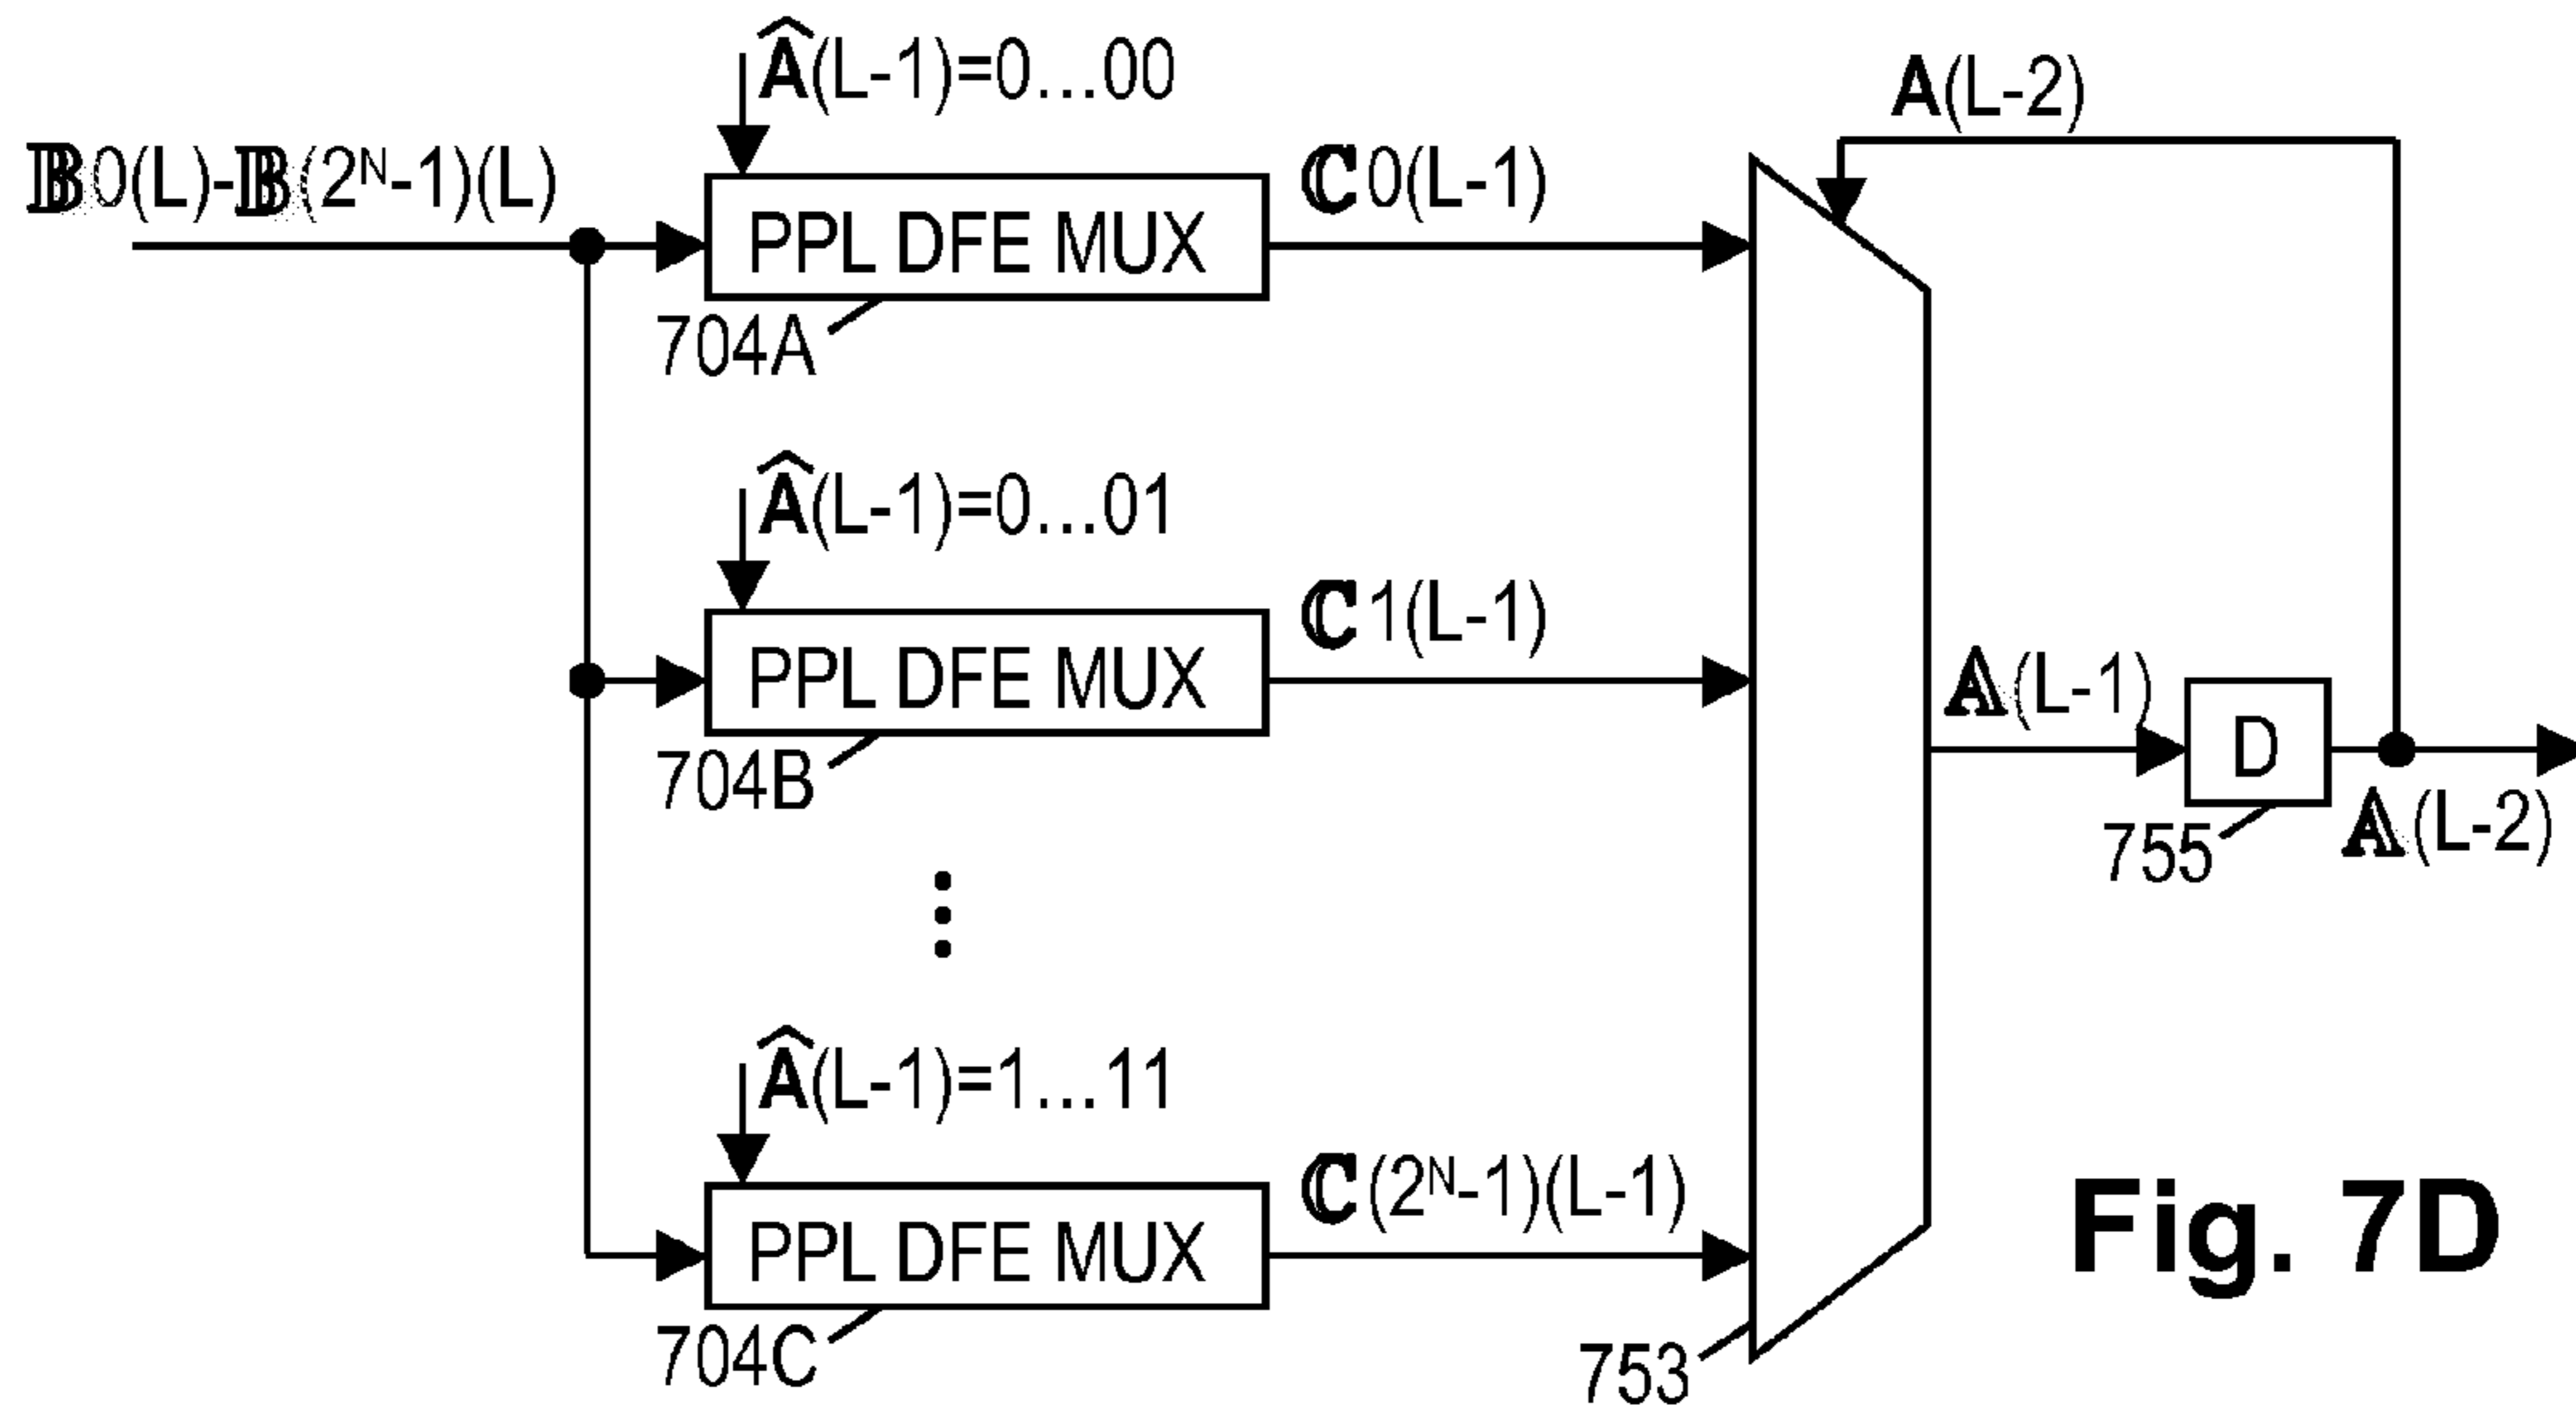 Â(L-1)=0...00
A(L-2)
𝔹0(L)-𝔹(2ᴺ-1)(L)
PPL DFE MUX
ℂ0(L-1)
704A
Â(L-1)=0...01
PPL DFE MUX
ℂ1(L-1)
704B
𝔸(L-1)
D
755
𝔸(L-2)
Â(L-1)=1...11
PPL DFE MUX
ℂ(2ᴺ-1)(L-1)
704C
753
Fig. 7D